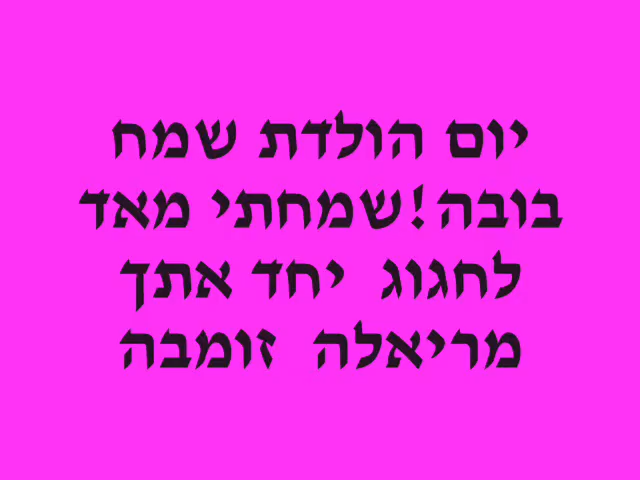 יום הולדת שמח
בובה!שמחתי מאד
לחגוג יחד אתך
מריאלה זומבה